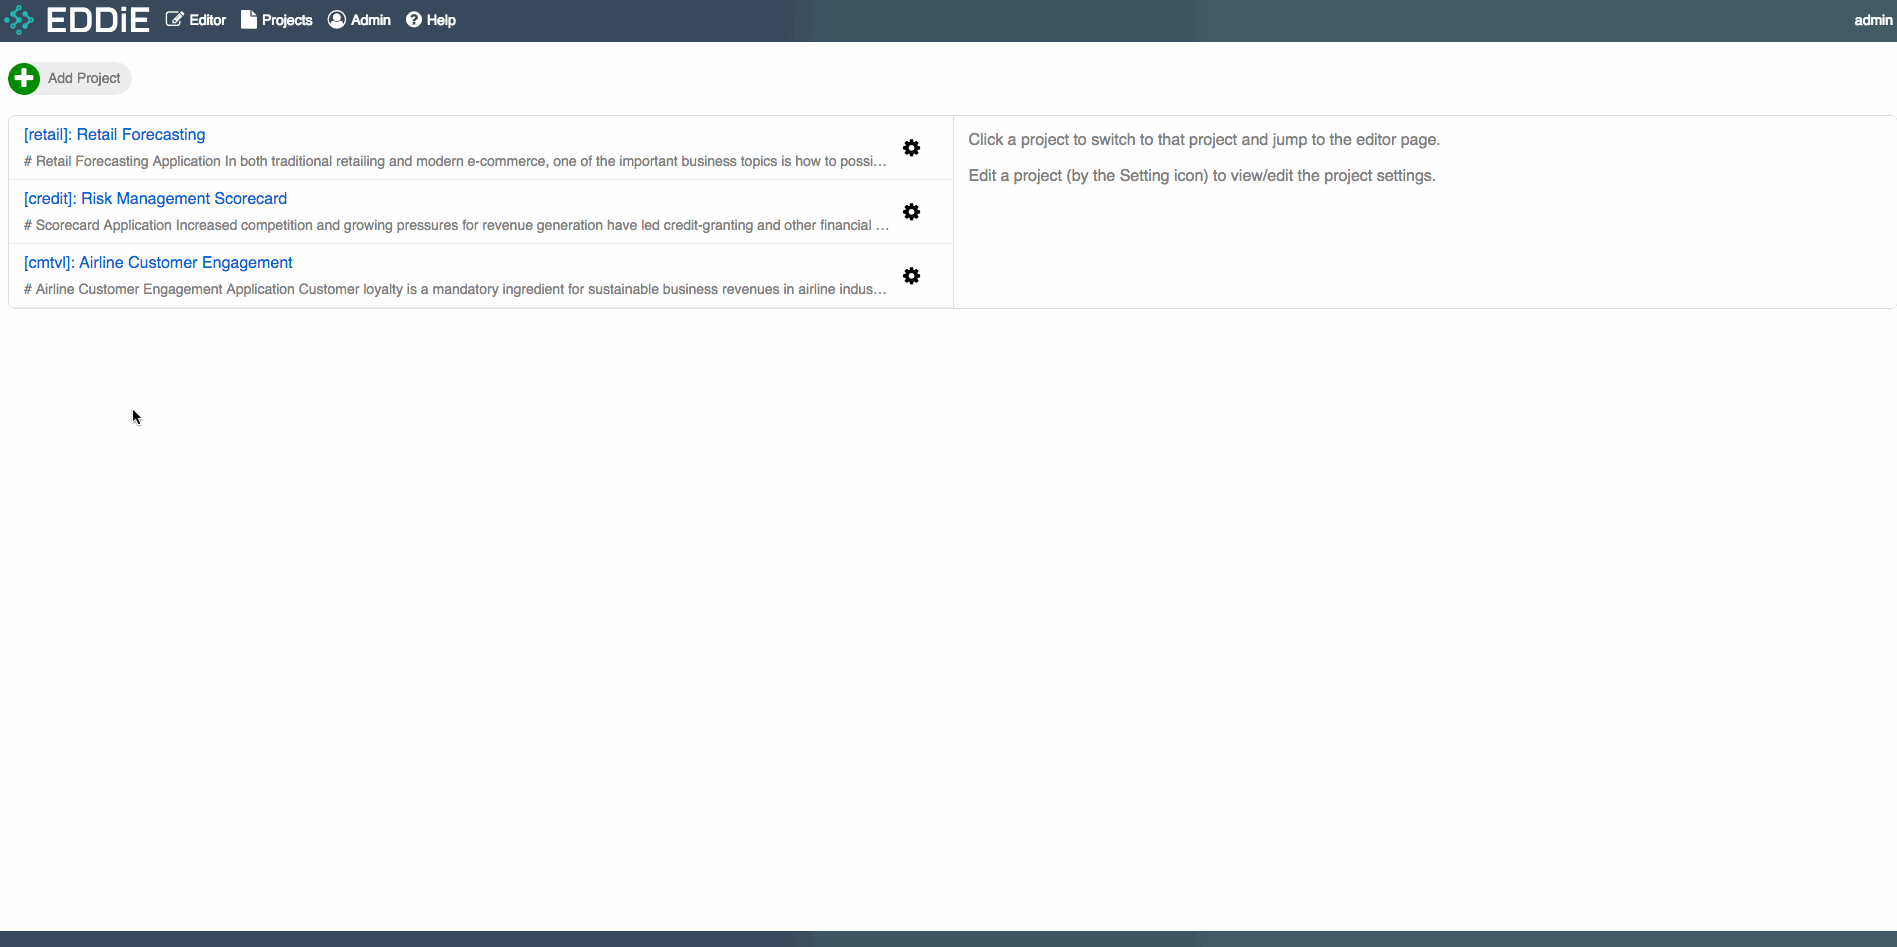 EDDiE Editor Projects Admin Help admin
Add Project
[retail]: Retail Forecasting
# Retail Forecasting Application In both traditional retailing and modern e-commerce, one of the important business topics is how to possi...
[credit]: Risk Management Scorecard
# Scorecard Application Increased competition and growing pressures for revenue generation have led credit-granting and other financial ...
[cmtvl]: Airline Customer Engagement
# Airline Customer Engagement Application Customer loyalty is a mandatory ingredient for sustainable business revenues in airline indus...
Click a project to switch to that project and jump to the editor page.
Edit a project (by the Setting icon) to view/edit the project settings.